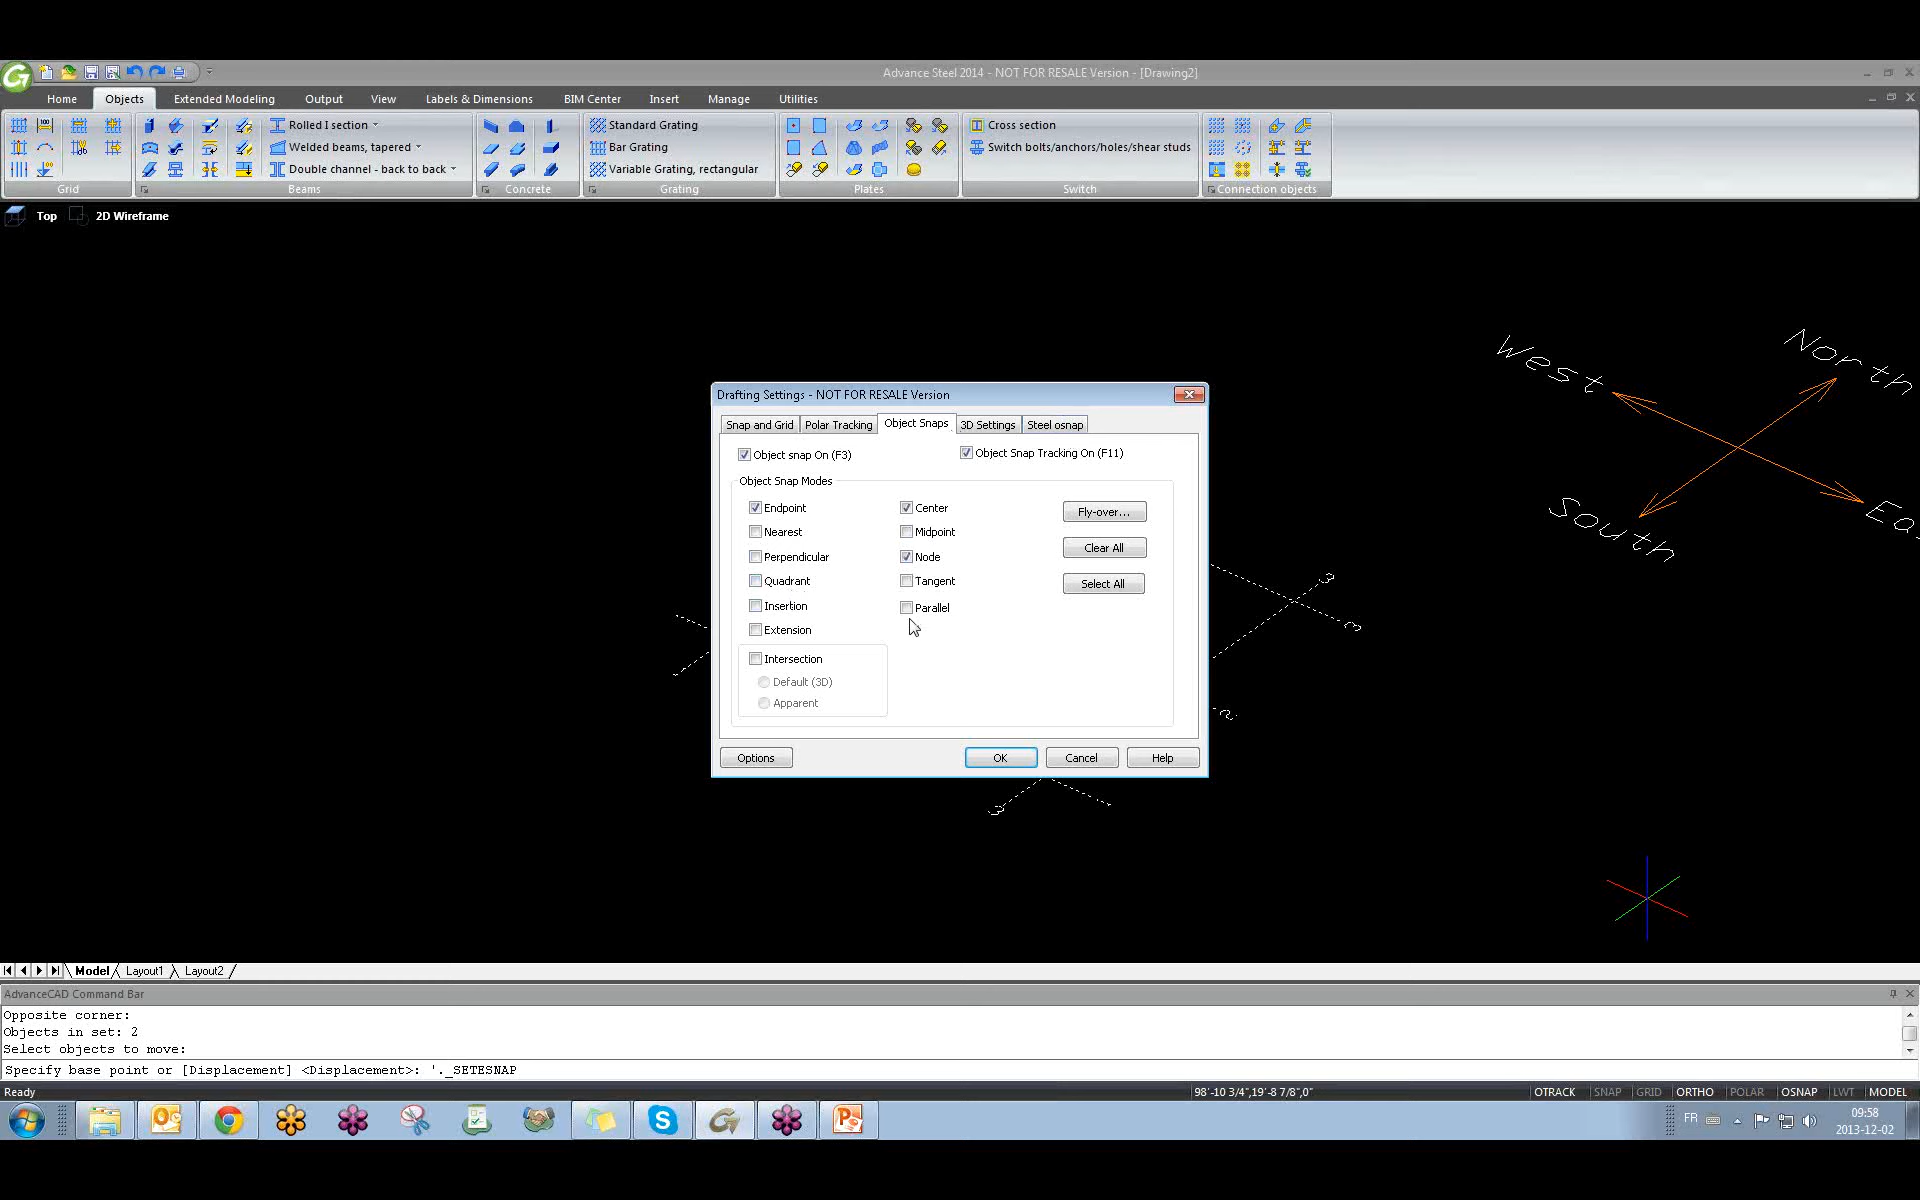 Advance Steel 2014 - NOT FOR RESALE Version - [Drawing2]
Home Objects Extended Modeling Output View Labels & Dimensions BIM Center Insert Manage Utilities
Rolled I section Standard Grating Cross section
Welded beams, tapered Bar Grating Switch bolts/anchors/holes/shear studs
Double channel - back to back Variable Grating, rectangular
Grid Beams Concrete Grating Plates Switch Connection objects
Top 2D Wireframe
North
West
South
Ea
3
3
2
3
Drafting Settings - NOT FOR RESALE Version
Snap and Grid Polar Tracking Object Snaps 3D Settings Steel osnap
Object snap On (F3) Object Snap Tracking On (F11)
Object Snap Modes
Endpoint Center Fly-over...
Nearest Midpoint
Clear All
Perpendicular Node
Quadrant Tangent Select All
Insertion Parallel
Extension
Intersection
Default (3D)
Apparent
Options OK Cancel Help
Model Layout1 Layout2
AdvanceCAD Command Bar
Opposite corner:
Objects in set: 2
Select objects to move:
Specify base point or [Displacement] <Displacement>: '._SETESNAP
Ready 98'-10 3/4",19'-8 7/8",0" OTRACK SNAP GRID ORTHO POLAR OSNAP LWT MODEL
FR 09:58
2013-12-02